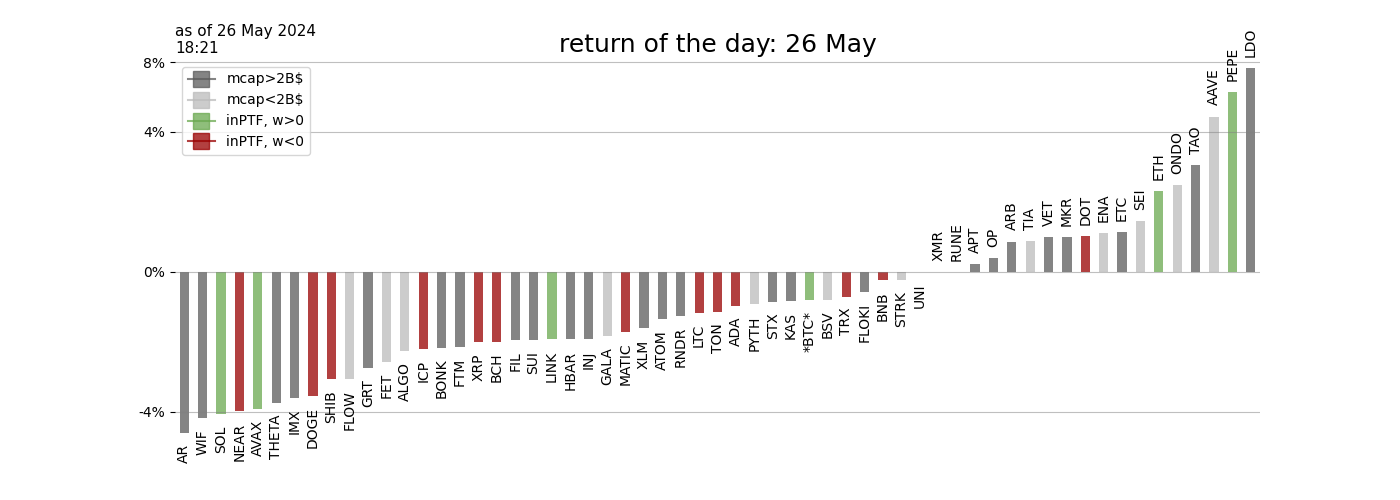 as of 26 May 2024
18:21
return of the day: 26 May
8%
4%
0%
-4%
mcap>2B$
mcap<2B$
inPTF, w>0
inPTF, w<0
AR
WIF
SOL
NEAR
AVAX
THETA
IMX
DOGE
SHIB
FLOW
GRT
FET
ALGO
ICP
BONK
FTM
XRP
BCH
FIL
SUI
LINK
HBAR
INJ
GALA
MATIC
XLM
ATOM
RNDR
LTC
TON
ADA
PYTH
STX
KAS
*BTC*
BSV
TRX
FLOKI
BNB
STRK
UNI
XMR
RUNE
APT
OP
ARB
TIA
VET
MKR
DOT
ENA
ETC
SEI
ETH
ONDO
TAO
AAVE
PEPE
LDO